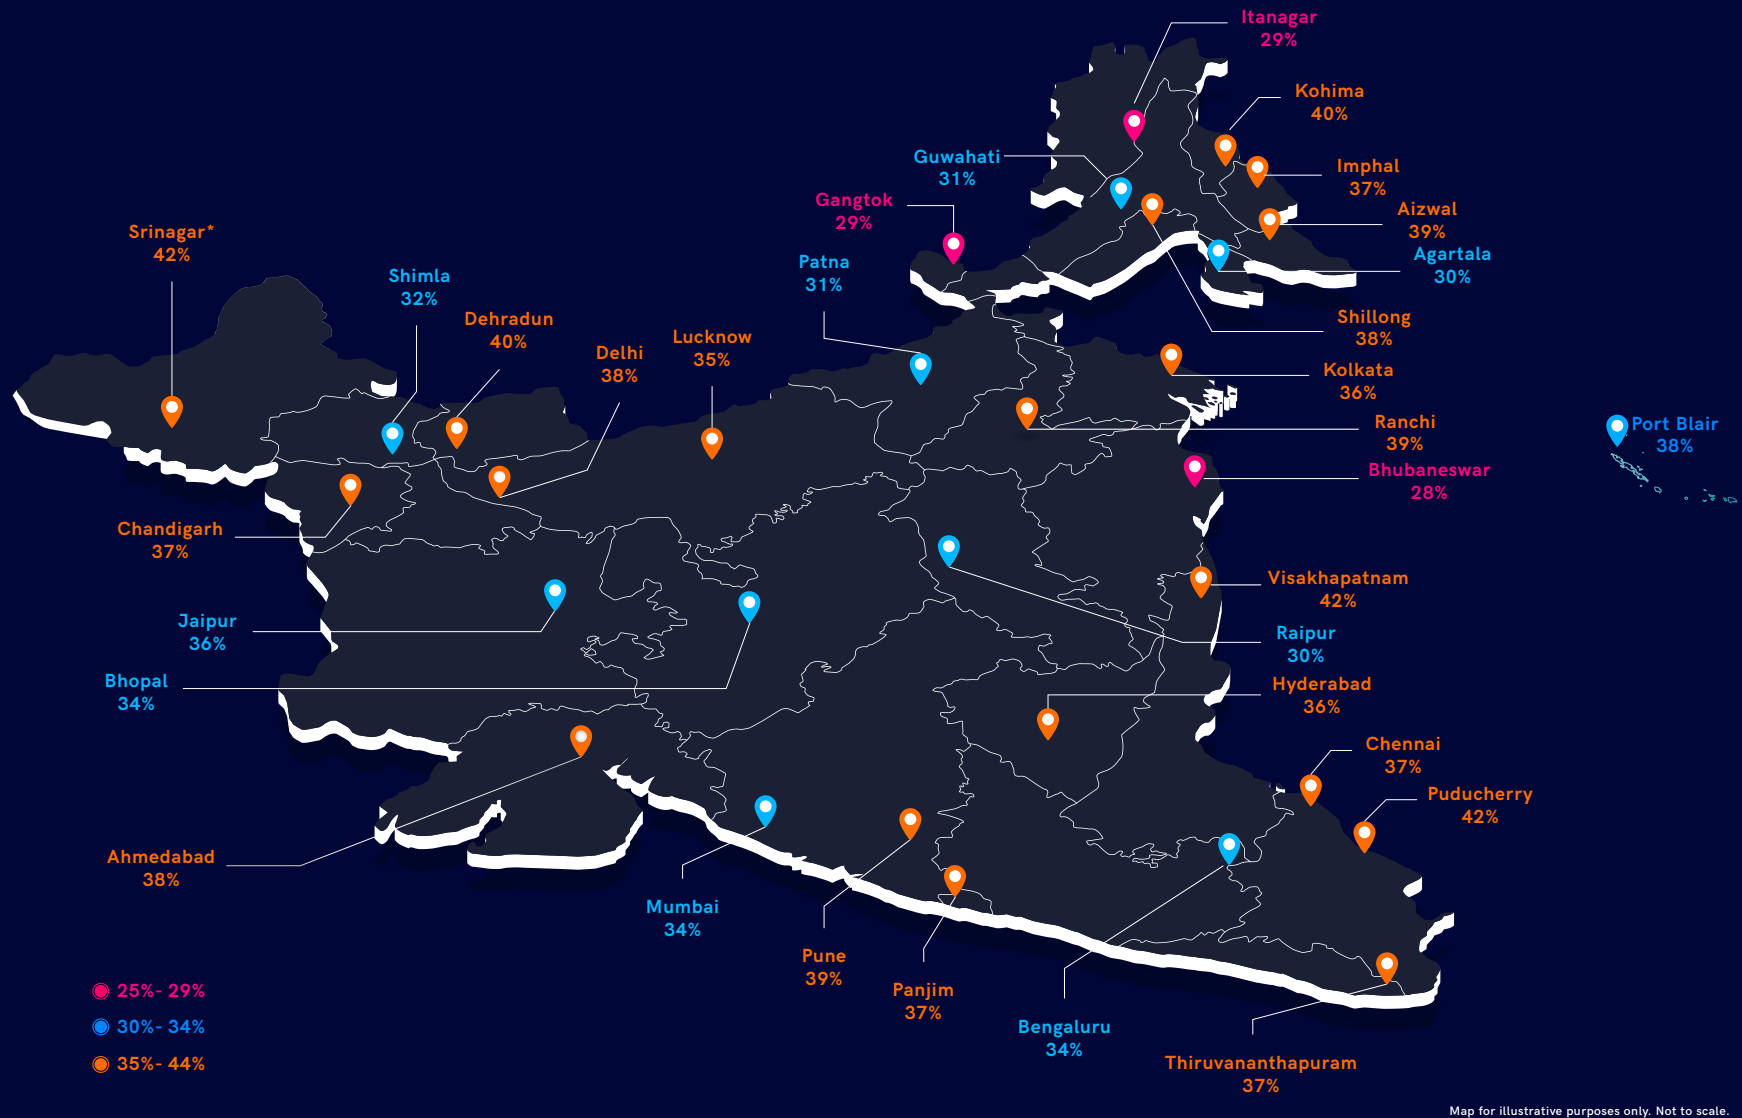 Itanagar
29%
Kohima
40%
Guwahati
31%
Imphal
37%
Gangtok
29%
Aizwal
39%
Srinagar*
42%
Agartala
30%
Patna
31%
Shimla
32%
Dehradun
40%
Shillong
38%
Lucknow
35%
Delhi
38%
Kolkata
36%
Ranchi
39%
Port Blair
38%
Bhubaneswar
28%
Chandigarh
37%
Visakhapatnam
42%
Jaipur
36%
Raipur
30%
Bhopal
34%
Hyderabad
36%
Chennai
37%
Puducherry
42%
Ahmedabad
38%
Mumbai
34%
Pune
39%
Panjim
37%
Bengaluru
34%
Thiruvananthapuram
37%
25%- 29%
30%- 34%
35%- 44%
Map for illustrative purposes only. Not to scale.